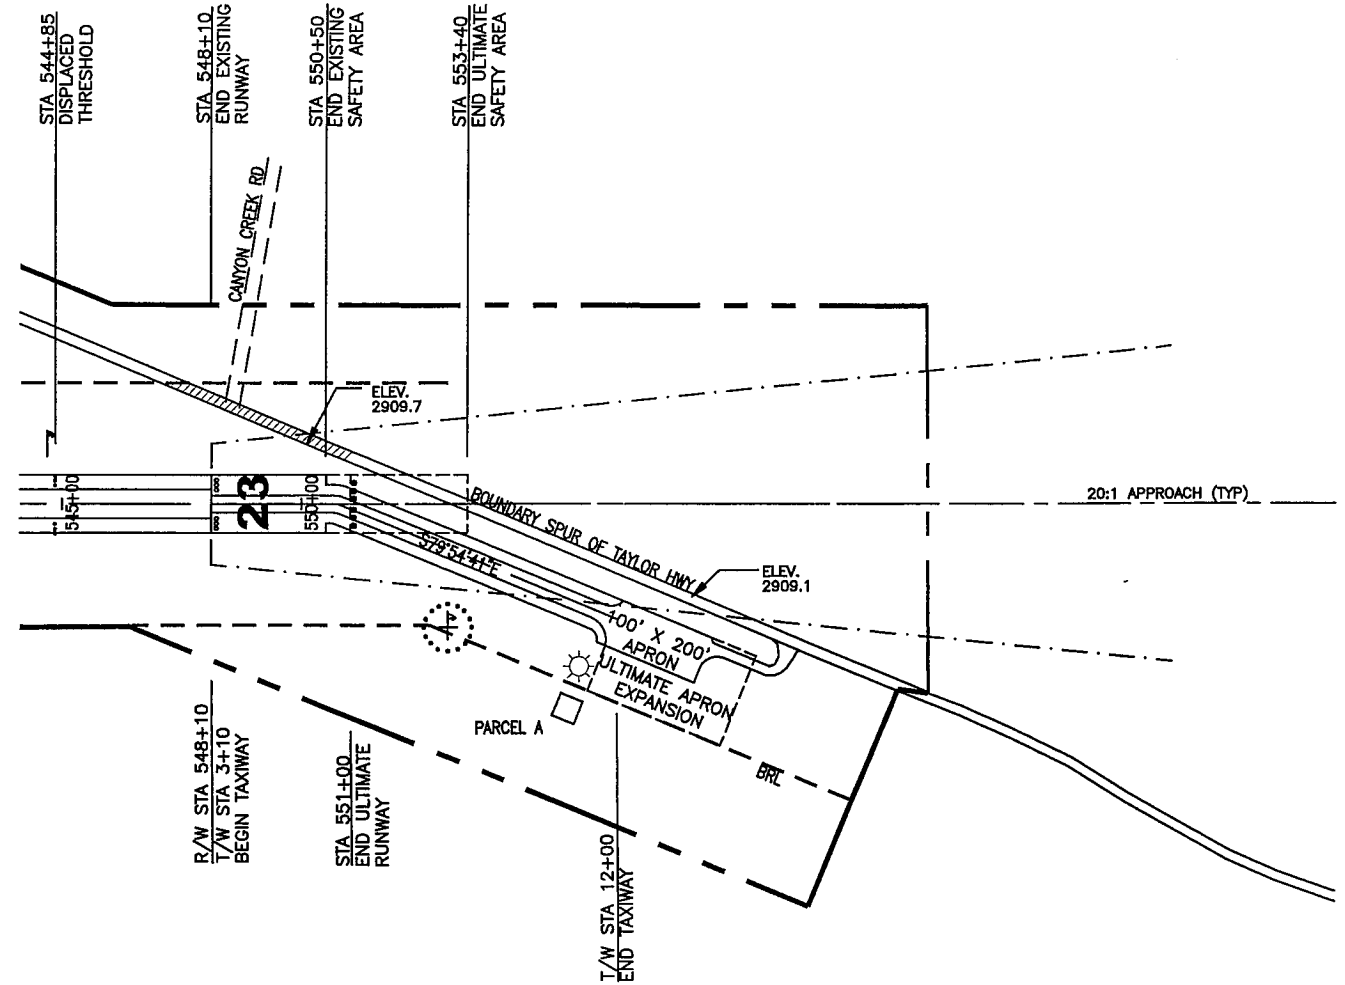 STA 544+85
DISPLACED
THRESHOLD
STA 548+10
END EXISTING
RUNWAY
STA 550+50
END EXISTING
SAFETY AREA
STA 553+40
END ULTIMATE
SAFETY AREA
CANYON CREEK RD
ELEV.
2909.7
545+00
23
550+00
BOUNDARY SPUR OF TAYLOR HWY
20:1 APPROACH (TYP)
S79°54'41"E
ELEV.
2909.1
100' X 200'
APRON
ULTIMATE APRON
EXPANSION
PARCEL A
BRL
R/W STA 548+10
T/W STA 3+10
BEGIN TAXIWAY
STA 551+00
END ULTIMATE
RUNWAY
T/W STA 12+00
END TAXIWAY